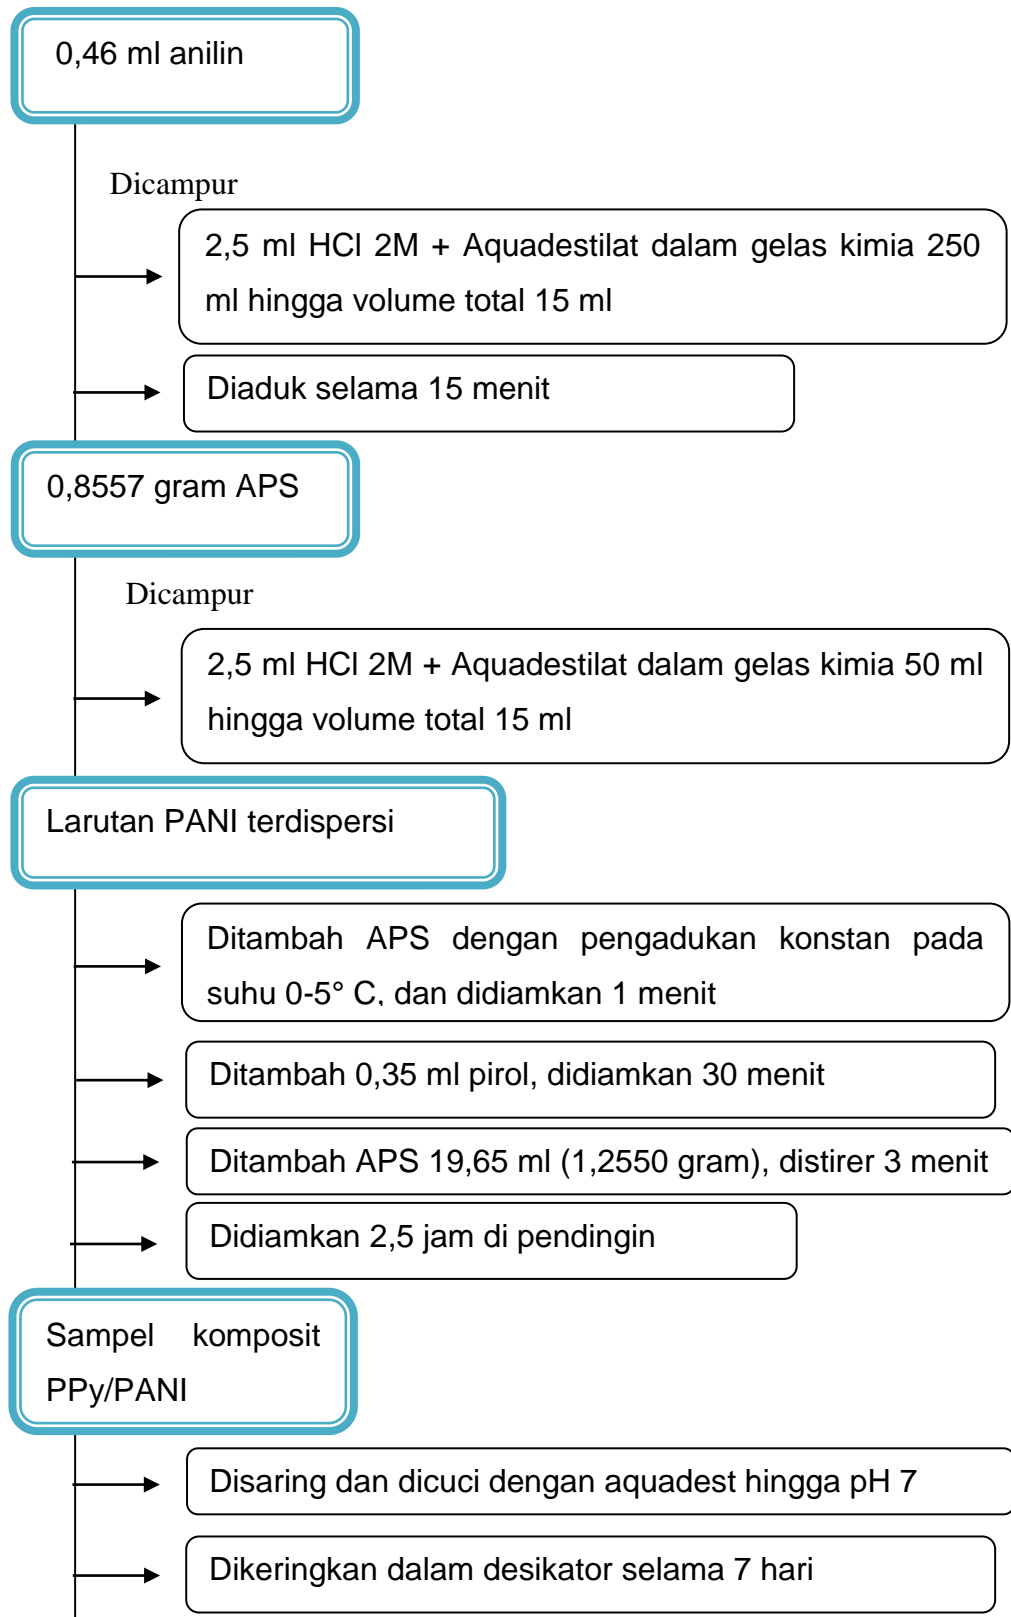 0,46 ml anilin
Dicampur
2,5 ml HCl 2M + Aquadestilat dalam gelas kimia 250
ml hingga volume total 15 ml
Diaduk selama 15 menit
0,8557 gram APS
Dicampur
2,5 ml HCl 2M + Aquadestilat dalam gelas kimia 50 ml
hingga volume total 15 ml
Larutan PANI terdispersi
Ditambah APS dengan pengadukan konstan pada
suhu 0-5° C, dan didiamkan 1 menit
Ditambah 0,35 ml pirol, didiamkan 30 menit
Ditambah APS 19,65 ml (1,2550 gram), distirer 3 menit
Didiamkan 2,5 jam di pendingin
Sampel komposit
PPy/PANI
Disaring dan dicuci dengan aquadest hingga pH 7
Dikeringkan dalam desikator selama 7 hari